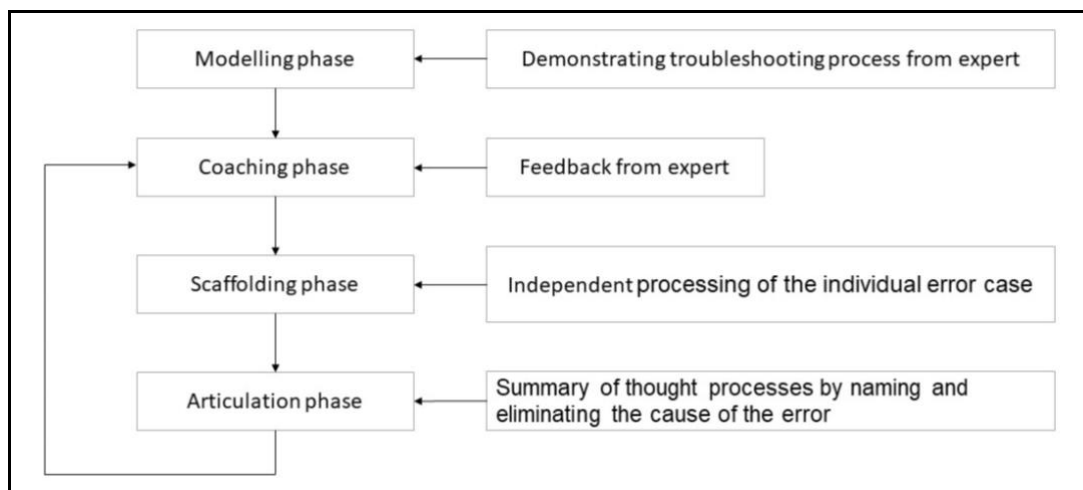 Modelling phase
Demonstrating troubleshooting process from expert
Coaching phase
Feedback from expert
Scaffolding phase
Independent processing of the individual error case
Articulation phase
Summary of thought processes by naming and
eliminating the cause of the error